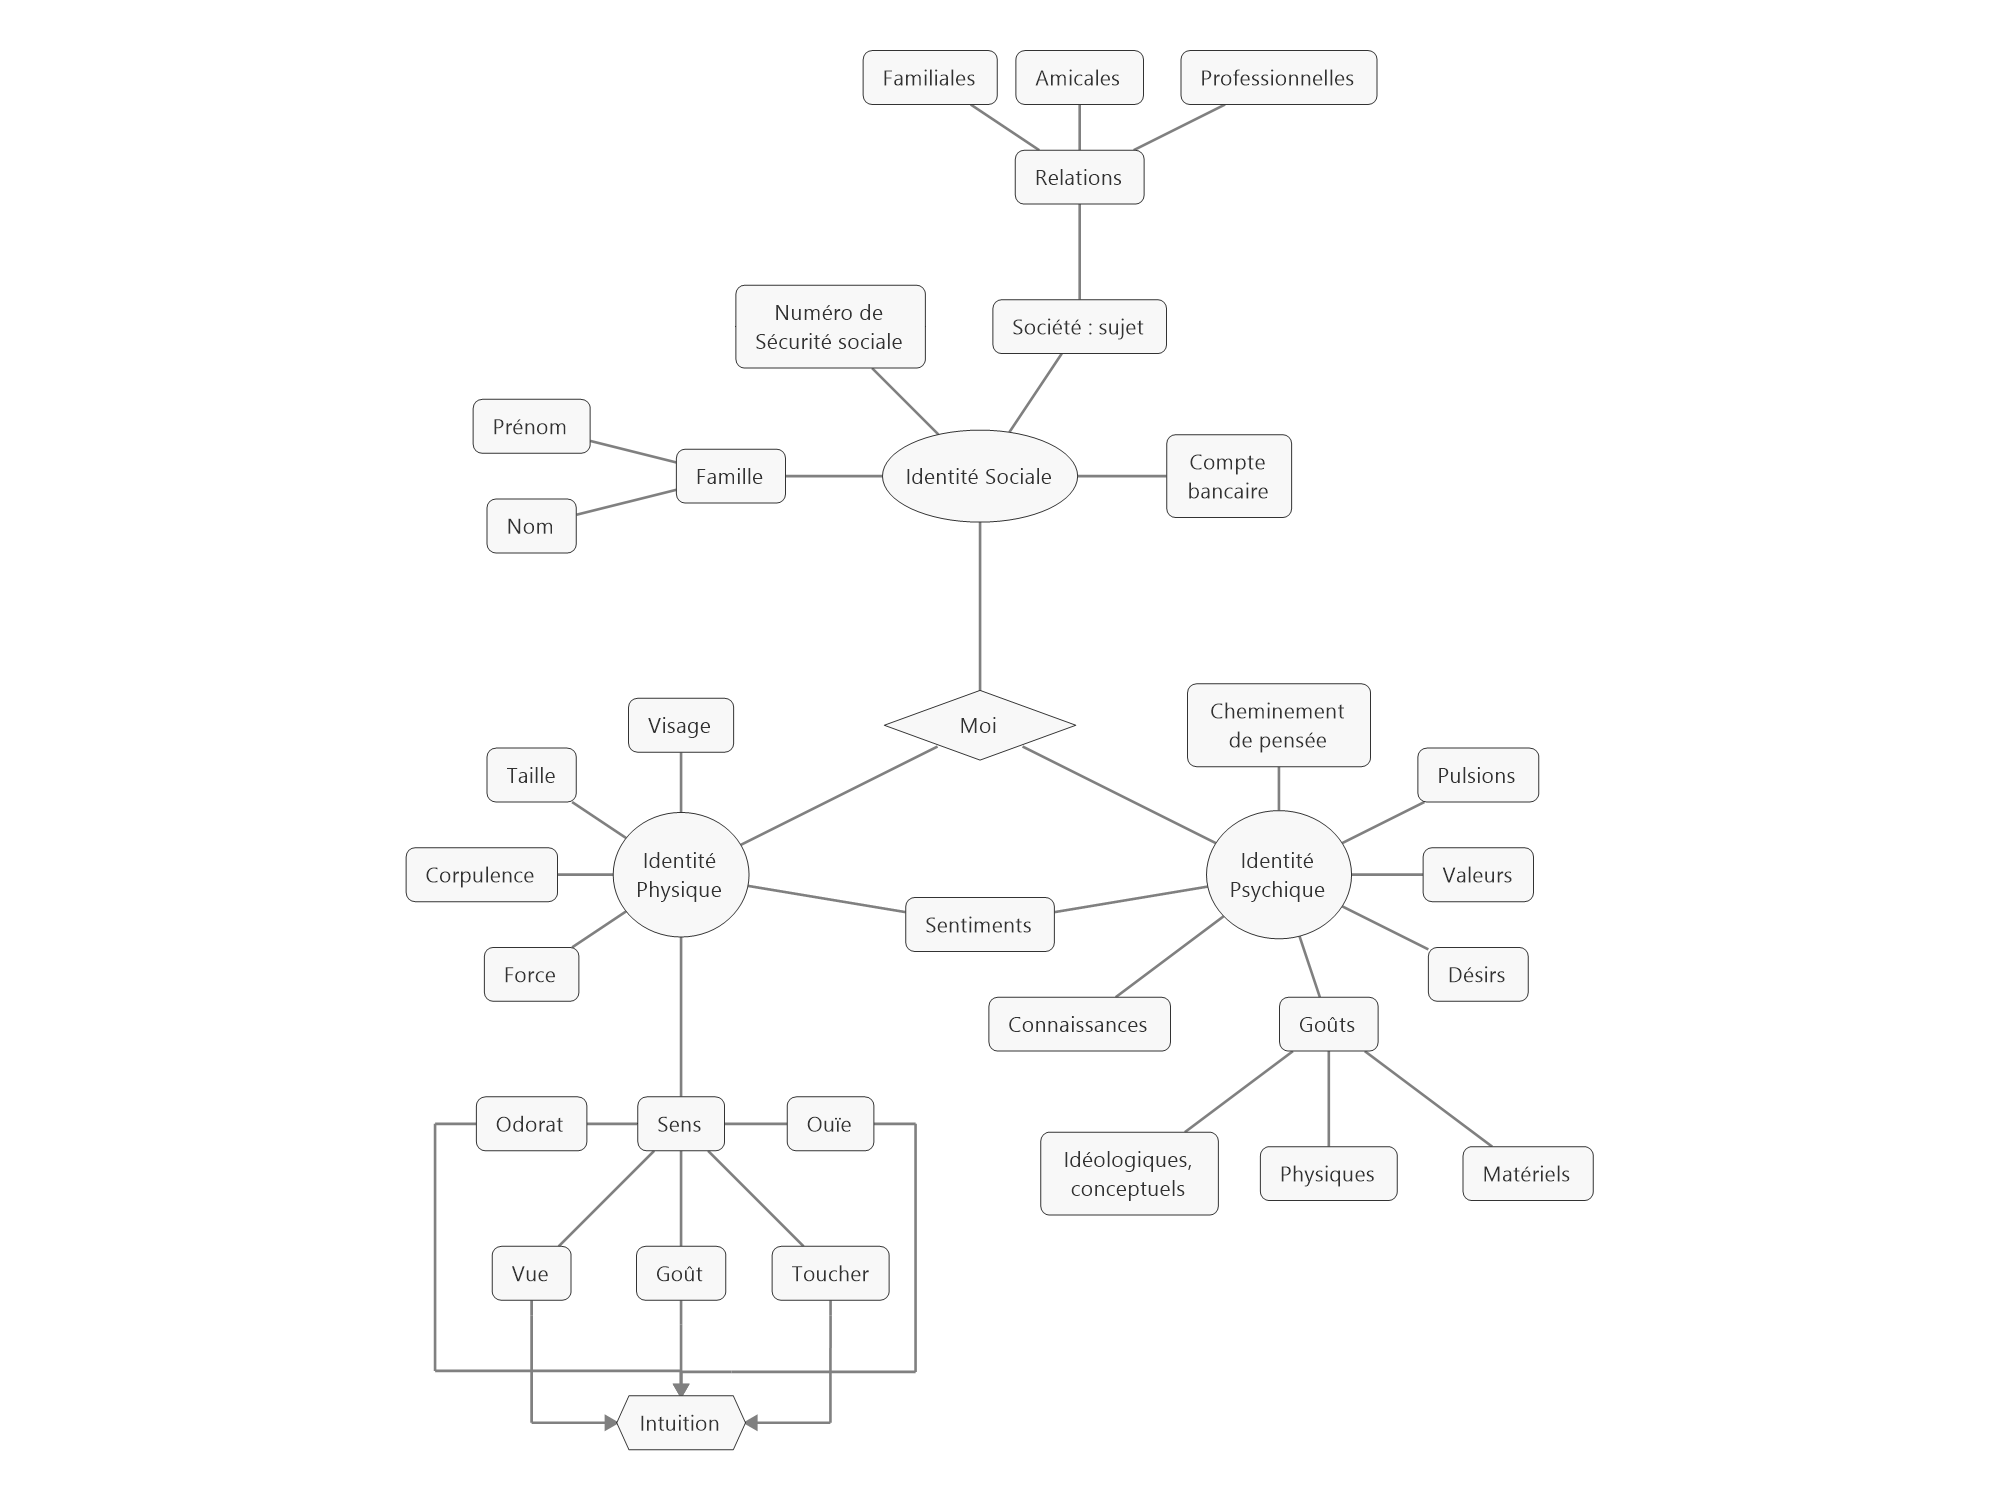 Familiales
Amicales
Professionnelles
Relations
Numéro de
Sécurité sociale
Société : sujet
Prénom
Famille
Nom
Identité Sociale
Compte
bancaire
Moi
Visage
Taille
Corpulence
Force
Identité
Physique
Sentiments
Cheminement
de pensée
Pulsions
Identité
Psychique
Valeurs
Désirs
Connaissances
Goûts
Idéologiques,
conceptuels
Physiques
Matériels
Odorat
Sens
Ouïe
Vue
Goût
Toucher
Intuition